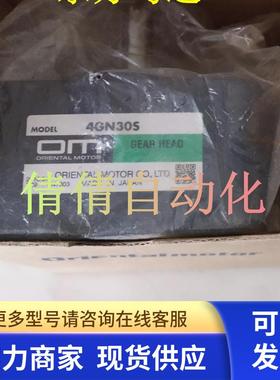 MODEL 4GN30S
OM
ORIENTAL MOTOR
GEAR HEAD
ORIENTAL MOTOR CO., LTD.
MADE IN JAPAN
倩倩自动化
Orientalmotor
更多型号请咨询在线客服
力商家 现货供应
可
发